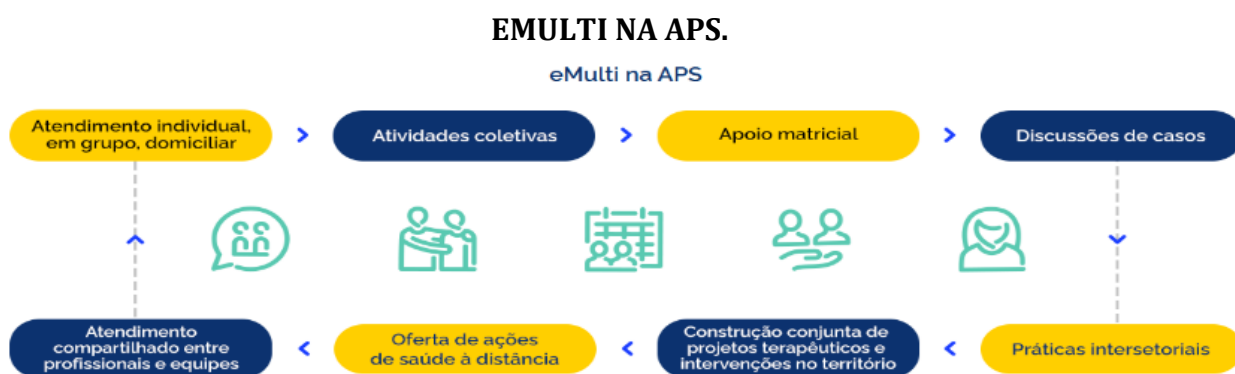 EMULTI NA APS.
eMulti na APS
Atendimento individual,
em grupo, domiciliar
Atividades coletivas
Apoio matricial
Discussões de casos
Atendimento
compartilhado entre
profissionais e equipes
Oferta de ações
de saúde à distância
Construção conjunta de
projetos terapêuticos e
intervenções no território
Práticas intersetoriais